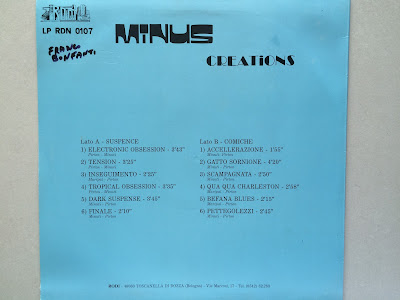 LP RDN 0107
FRANCO
BONFANTI
MINUS
CREATIONS
Lato A - SUSPENCE
1) ELECTRONIC OBSESSION - 3'43"
2) TENSION - 3'25"
3) INSEGUIMENTO - 2'25"
4) TROPICAL OBSESSION - 4'35"
5) DARK SUSPENSE - 3'45"
6) FINALE - 2'10"
Lato B - COMICHE
1) ACCELLERAZIONE - 1'55"
2) GATTO SORNIONE - 4'20"
3) SCAMPAGNATA - 2'30"
4) QUA QUA CHARLESTON - 2'58"
5) BEFANA BLUES - 2'15"
6) PETTEGOLEZZI - 2'45"